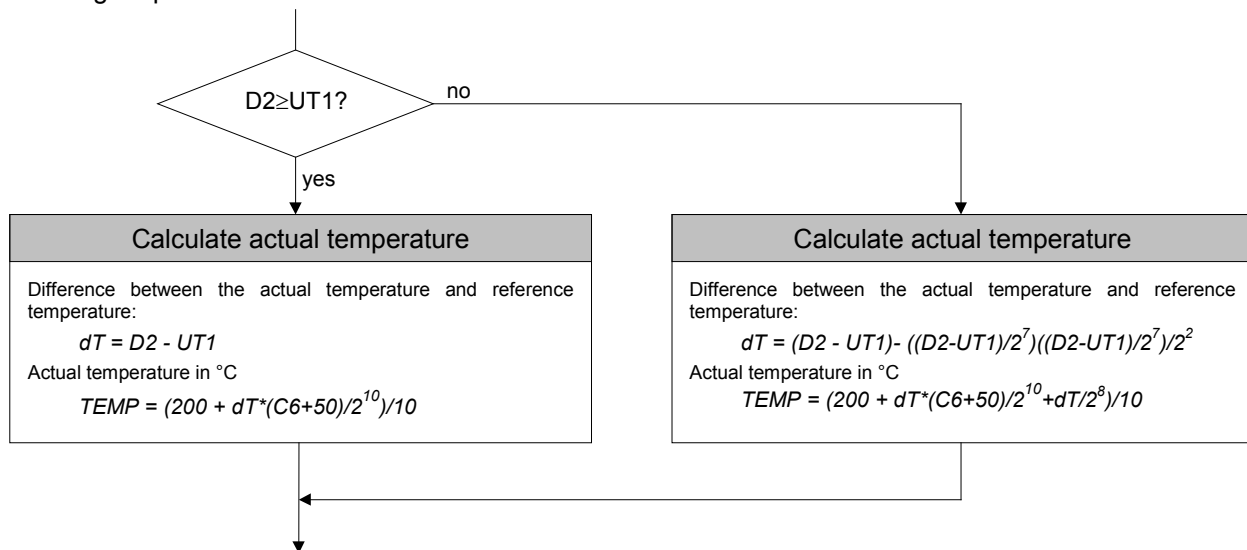 D2≥UT1?
no
yes
Calculate actual temperature
Difference between the actual temperature and reference
temperature:
dT = D2 - UT1
Actual temperature in °C
TEMP = (200 + dT*(C6+50)/2^10)/10
Calculate actual temperature
Difference between the actual temperature and reference
temperature:
dT = (D2 - UT1)- ((D2-UT1)/2^7)((D2-UT1)/2^7)/2^2
Actual temperature in °C
TEMP = (200 + dT*(C6+50)/2^10+dT/2^8)/10